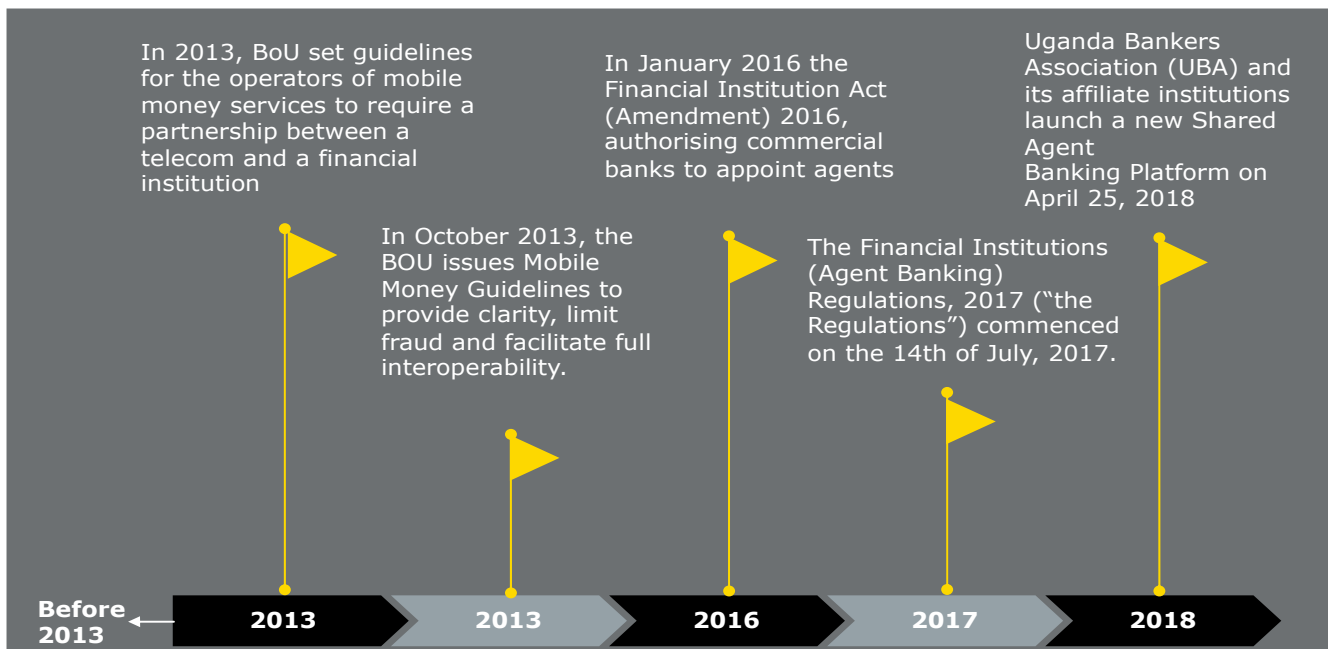 In 2013, BoU set guidelines
for the operators of mobile
money services to require a
partnership between a
telecom and a financial
institution
In October 2013, the
BOU issues Mobile
Money Guidelines to
provide clarity, limit
fraud and facilitate full
interoperability.
In January 2016 the
Financial Institution Act
(Amendment) 2016,
authorising commercial
banks to appoint agents
The Financial Institutions
(Agent Banking)
Regulations, 2017 (“the
Regulations”) commenced
on the 14th of July, 2017.
Uganda Bankers
Association (UBA) and
its affiliate institutions
launch a new Shared
Agent
Banking Platform on
April 25, 2018
Before
2013
2013
2013
2016
2017
2018